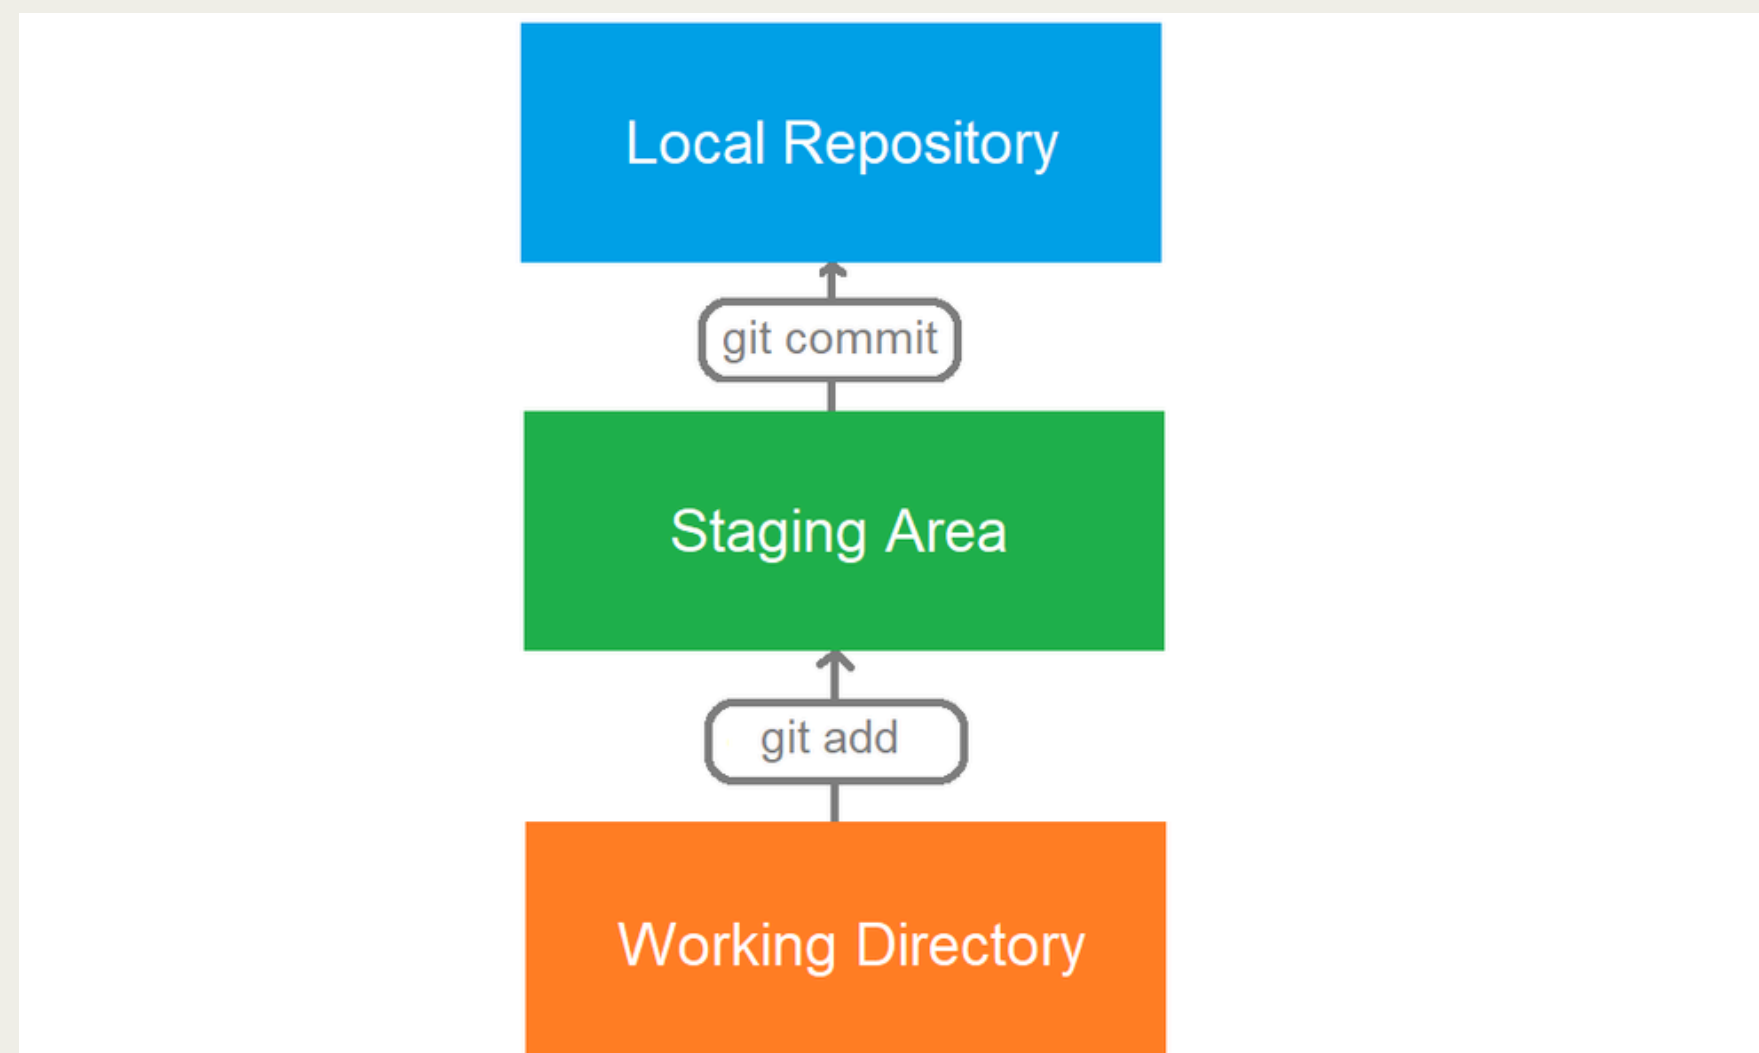 Local Repository
git commit
Staging Area
git add
Working Directory